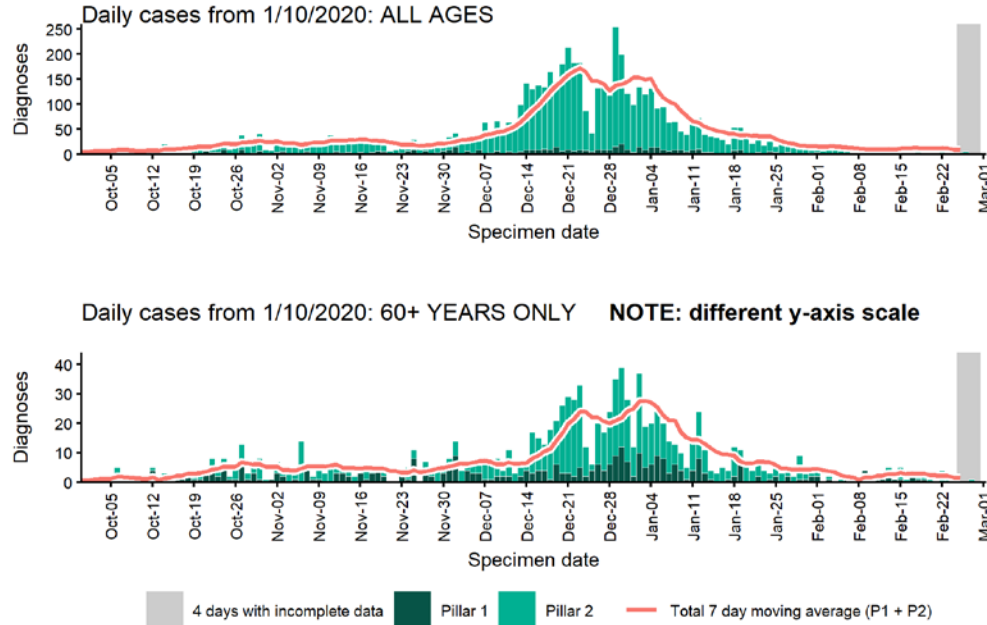 Daily cases from 1/10/2020: ALL AGES
Diagnoses
250
200
150
100
50
0
Oct-05 Oct-12 Oct-19 Oct-26 Nov-02 Nov-09 Nov-16 Nov-23 Nov-30 Dec-07 Dec-14 Dec-21 Dec-28 Jan-04 Jan-11 Jan-18 Jan-25 Feb-01 Feb-08 Feb-15 Feb-22 Mar-01
Specimen date
Daily cases from 1/10/2020: 60+ YEARS ONLY NOTE: different y-axis scale
Diagnoses
40
30
20
10
0
Oct-05 Oct-12 Oct-19 Oct-26 Nov-02 Nov-09 Nov-16 Nov-23 Nov-30 Dec-07 Dec-14 Dec-21 Dec-28 Jan-04 Jan-11 Jan-18 Jan-25 Feb-01 Feb-08 Feb-15 Feb-22 Mar-01
Specimen date
4 days with incomplete data Pillar 1 Pillar 2 Total 7 day moving average (P1 + P2)